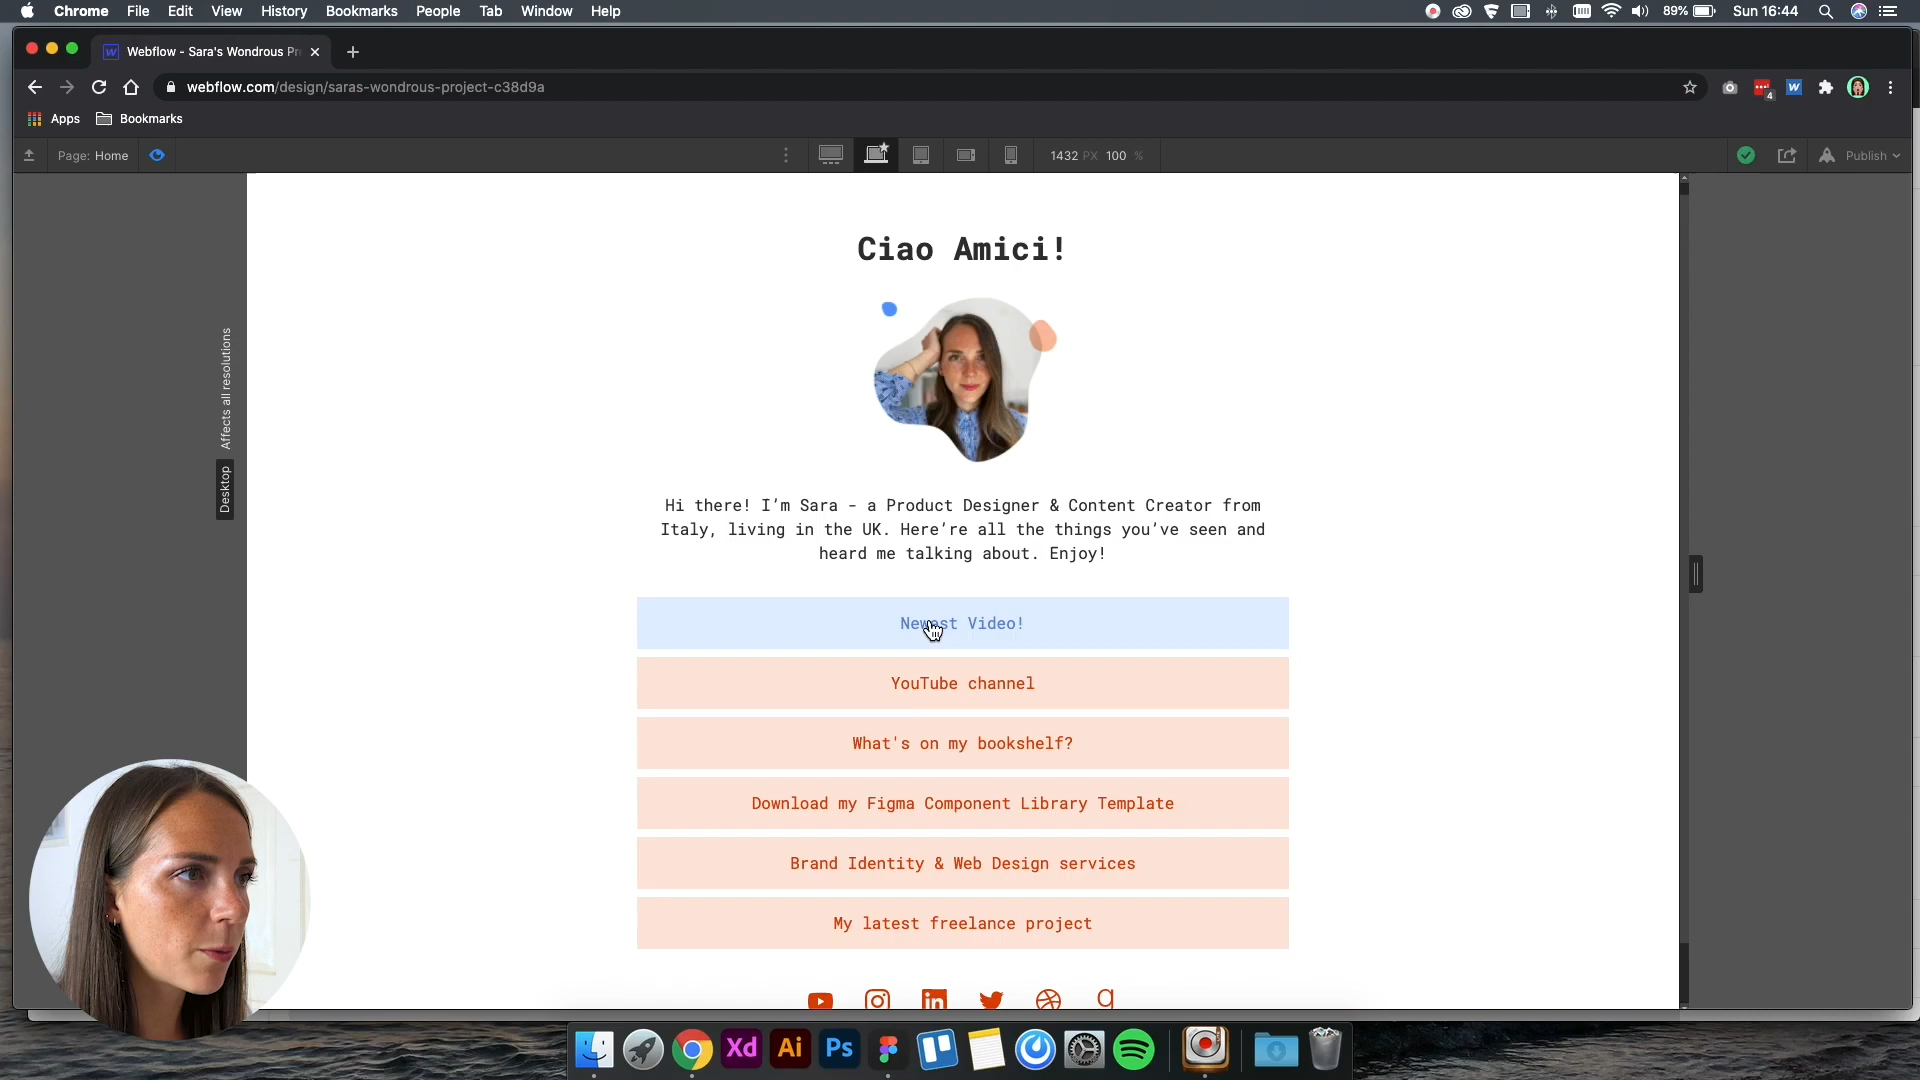 Chrome File Edit View History Bookmarks People Tab Window Help
89% Sun 16:44
Webflow - Sara's Wondrous Pr
webflow.com/design/saras-wondrous-project-c38d9a
4
Apps Bookmarks
Page: Home
1432 PX 100 %
Publish
Affects all resolutions
Desktop
Ciao Amici!
Hi there! I’m Sara - a Product Designer & Content Creator from
Italy, living in the UK. Here’re all the things you’ve seen and
heard me talking about. Enjoy!
Newest Video!
YouTube channel
What's on my bookshelf?
Download my Figma Component Library Template
Brand Identity & Web Design services
My latest freelance project
Xd Ai Ps